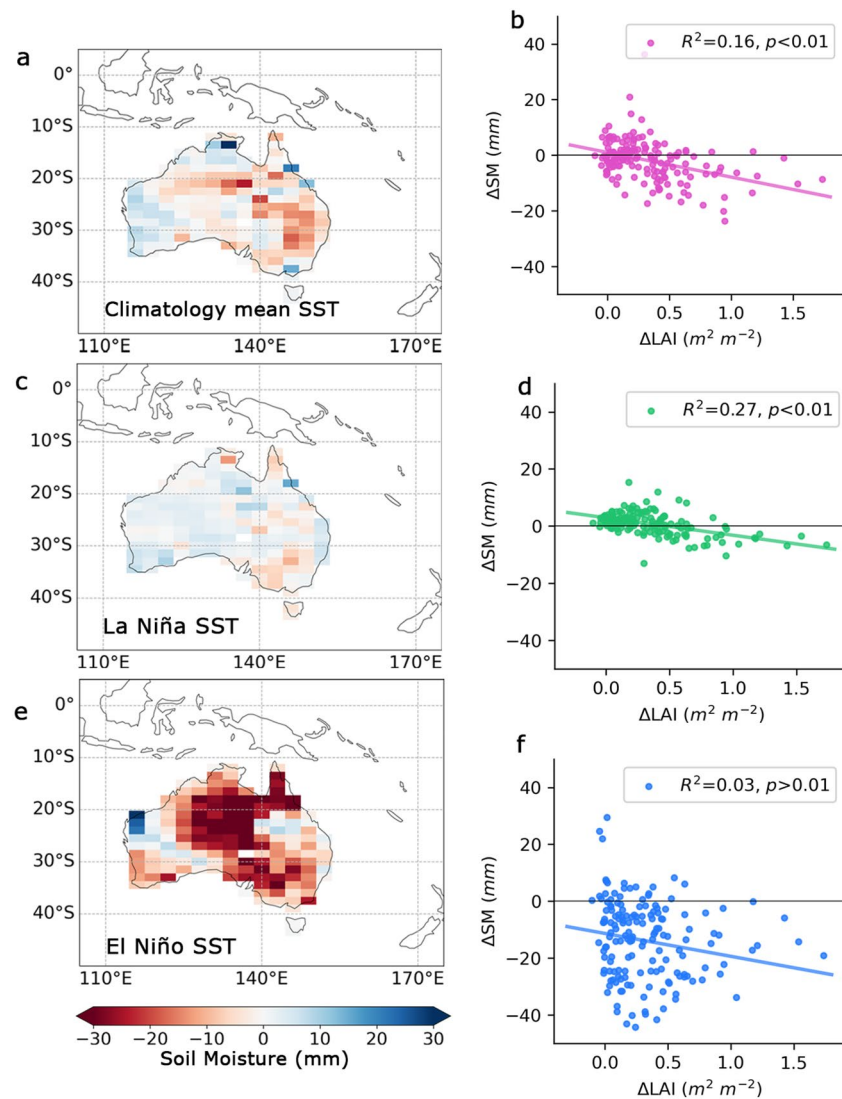 a
0°
10°S
20°S
30°S
40°S
Climatology mean SST
110°E 140°E 170°E
b
R²=0.16, p<0.01
40
20
0
−20
−40
ΔSM (mm)
0.0 0.5 1.0 1.5
ΔLAI (m² m⁻²)
c
0°
10°S
20°S
30°S
40°S
La Niña SST
110°E 140°E 170°E
d
R²=0.27, p<0.01
40
20
0
−20
−40
ΔSM (mm)
0.0 0.5 1.0 1.5
ΔLAI (m² m⁻²)
e
0°
10°S
20°S
30°S
40°S
El Niño SST
110°E 140°E 170°E
−30 −20 −10 0 10 20 30
Soil Moisture (mm)
f
R²=0.03, p>0.01
40
20
0
−20
−40
ΔSM (mm)
0.0 0.5 1.0 1.5
ΔLAI (m² m⁻²)